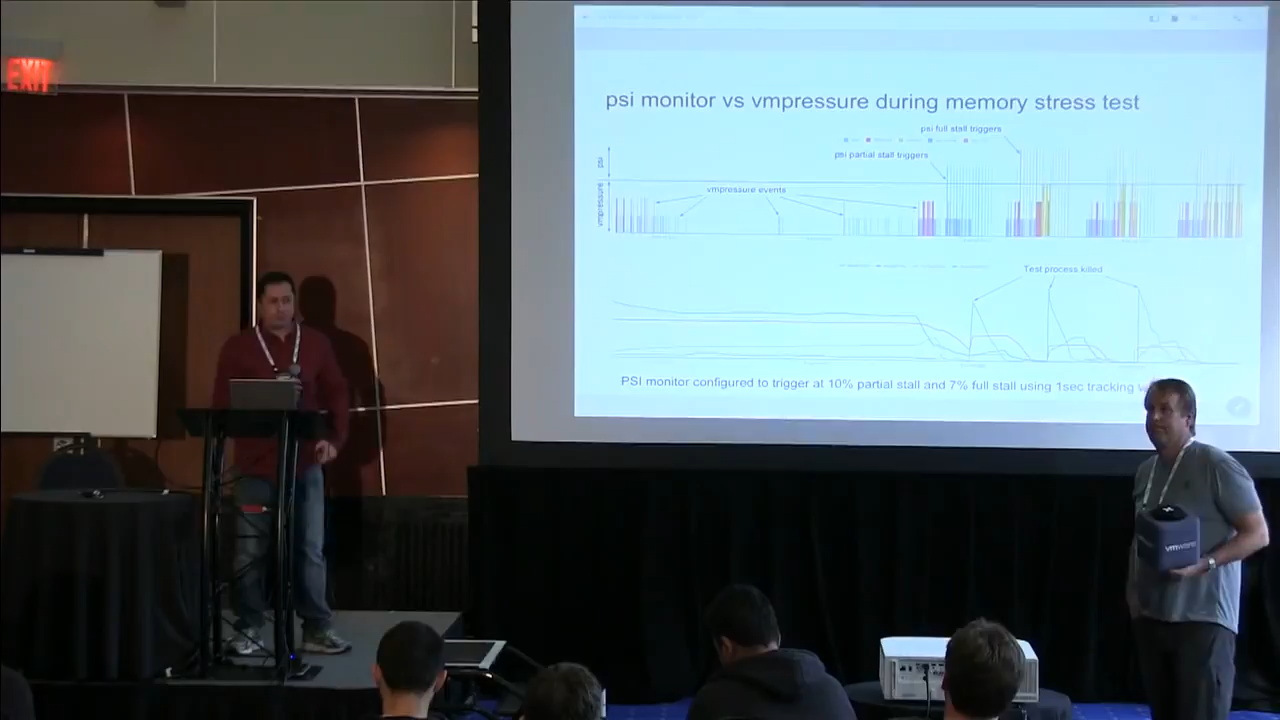 EXIT
psi monitor vs vmpressure during memory stress test
psi full stall triggers
psi partial stall triggers
psi
vmpressure events
vmpressure
Test process killed
PSI monitor configured to trigger at 10% partial stall and 7% full stall using 1sec tracking
vmware